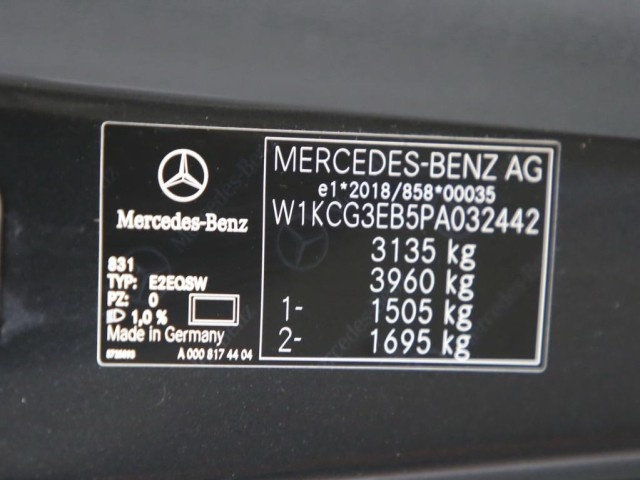 Mercedes-Benz
831
TYP: E2EQSW
PZ: 0
1,0 %
Made in Germany
A 000 817 44 04
MERCEDES-BENZ AG
e1*2018/858*00035
W1KCG3EB5PA032442
3135 kg
3960 kg
1- 1505 kg
2- 1695 kg